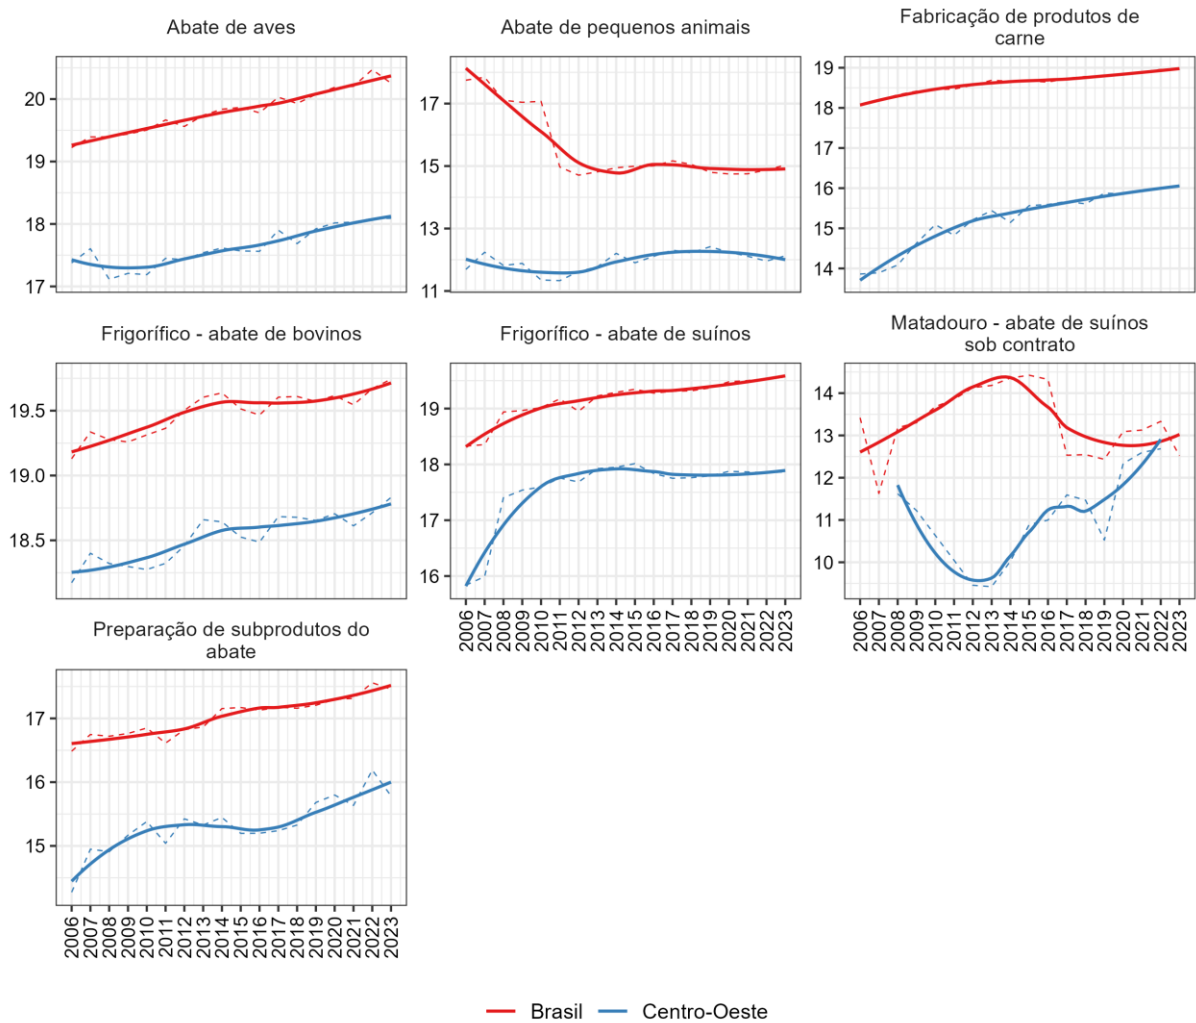 Abate de aves
Abate de pequenos animais
Fabricação de produtos de
carne
20
19
18
17
17
15
13
11
19
18
17
16
15
14
Frigorífico - abate de bovinos
Frigorífico - abate de suínos
Matadouro - abate de suínos
sob contrato
19.5
19.0
18.5
19
18
17
16
14
13
12
11
10
2006 2007 2008 2009 2010 2011 2012 2013 2014 2015 2016 2017 2018 2019 2020 2021 2022 2023
2006 2007 2008 2009 2010 2011 2012 2013 2014 2015 2016 2017 2018 2019 2020 2021 2022 2023
Preparação de subprodutos do
abate
17
16
15
2006 2007 2008 2009 2010 2011 2012 2013 2014 2015 2016 2017 2018 2019 2020 2021 2022 2023
Brasil Centro-Oeste